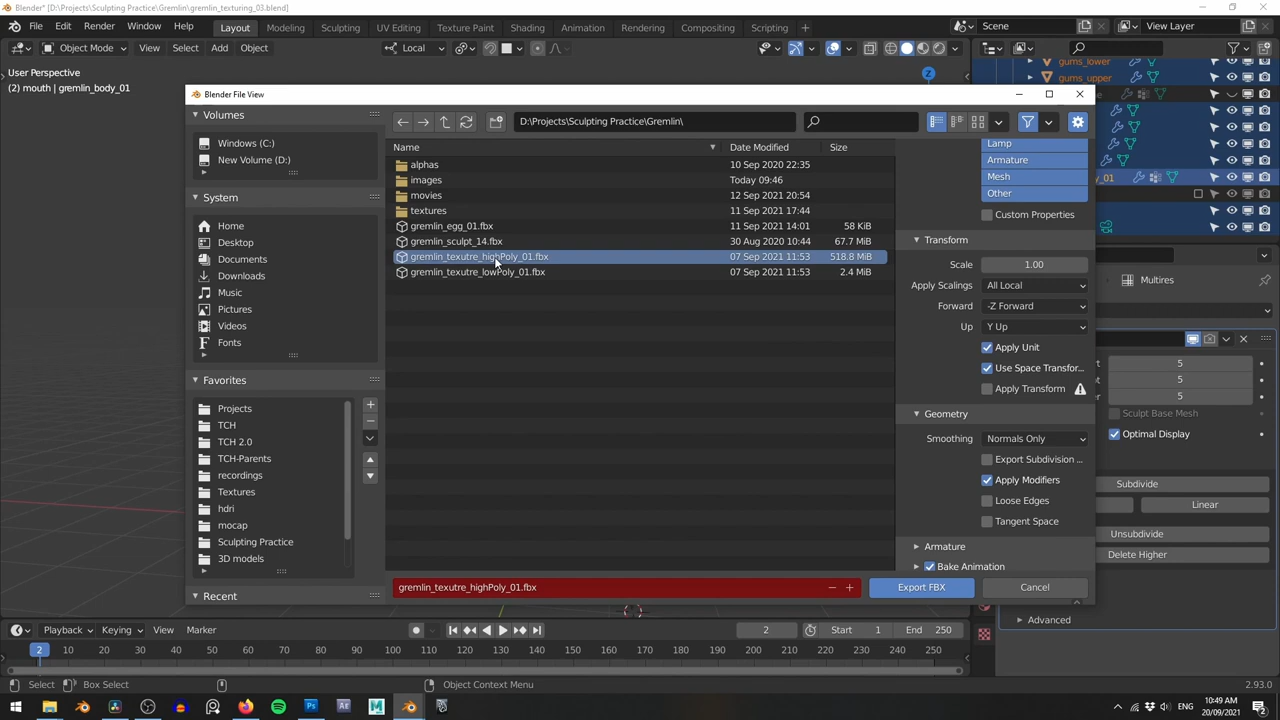 Blender* [D:\Projects\Sculpting Practice\Gremlin\gremlin_texturing_03.blend]
File Edit Render Window Help Layout Modeling Sculpting UV Editing Texture Paint Shading Animation Rendering Compositing Scripting Scene View Layer
Object Mode View Select Add Object Local
User Perspective
(2) mouth | gremlin_body_01
gums_lower
gums_upper
Blender File View
Volumes
Windows (C:)
New Volume (D:)
System
Home
Desktop
Documents
Downloads
Music
Pictures
Videos
Fonts
Favorites
Projects
TCH
TCH 2.0
TCH-Parents
recordings
Textures
hdri
mocap
Sculpting Practice
3D models
Recent
D:\Projects\Sculpting Practice\Gremlin\
Name Date Modified Size
alphas 10 Sep 2020 22:35
images Today 09:46
movies 12 Sep 2021 20:54
textures 11 Sep 2021 17:44
gremlin_egg_01.fbx 11 Sep 2021 14:01 58 KiB
gremlin_sculpt_14.fbx 30 Aug 2020 10:44 67.7 MiB
gremlin_texutre_highPoly_01.fbx 07 Sep 2021 11:53 518.8 MiB
gremlin_texutre_lowPoly_01.fbx 07 Sep 2021 11:53 2.4 MiB
gremlin_texutre_highPoly_01.fbx
Export FBX Cancel
Lamp
Armature
Mesh
Other
Custom Properties
Transform
Scale 1.00
Apply Scalings All Local
Forward -Z Forward
Up Y Up
Apply Unit
Use Space Transfor...
Apply Transform
Geometry
Smoothing Normals Only
Export Subdivision ...
Apply Modifiers
Loose Edges
Tangent Space
Armature
Bake Animation
y_01
Multires
5
5
5
Sculpt Base Mesh
Optimal Display
Subdivide
Linear
Unsubdivide
Delete Higher
Advanced
Playback Keying View Marker 2 Start 1 End 250
2 10 20 30 40 50 60 70 80 90 100 110 120 130 140 150 160 170 180 190 200 210 220 230 240 250
Select Box Select Object Context Menu 2.93.0
ENG
10:49 AM
20/09/2021